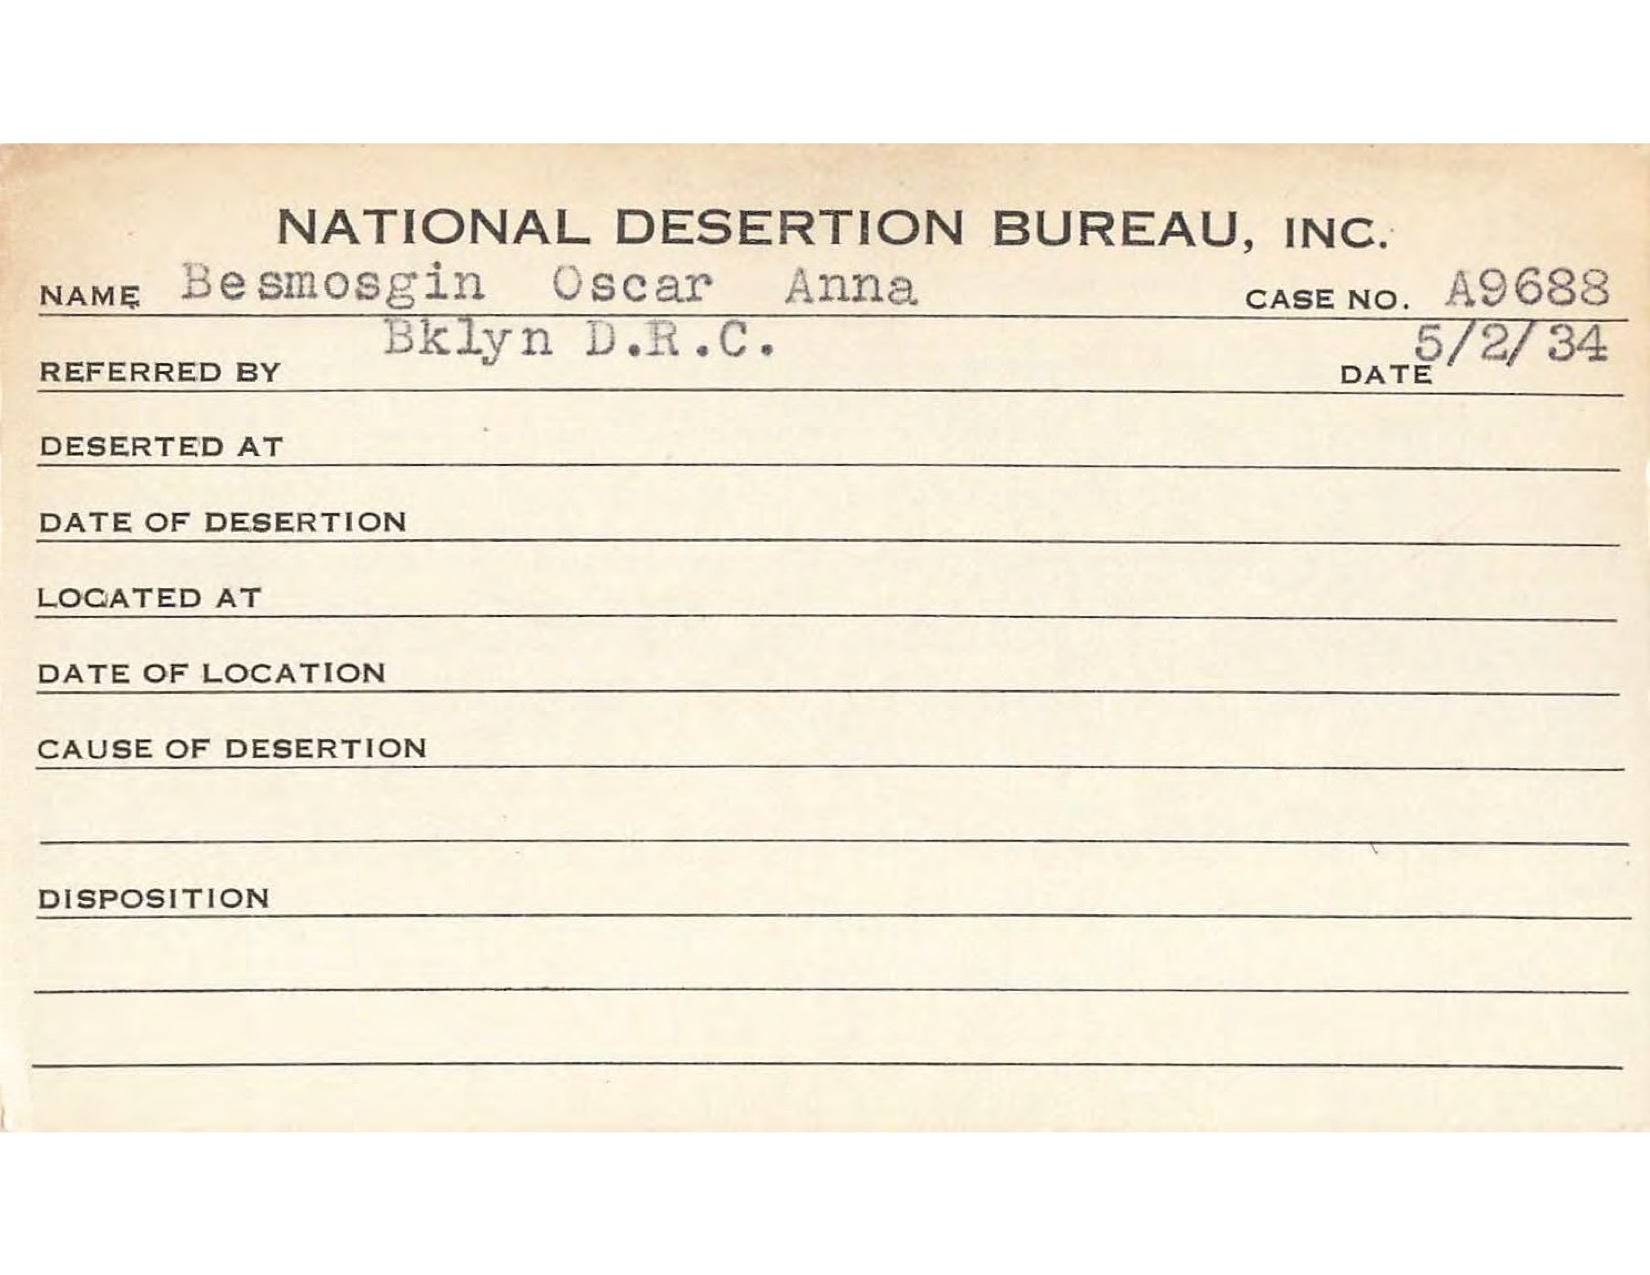 NATIONAL DESERTION BUREAU, INC.
NAME Besmosgin Oscar Anna CASE NO. A9688
REFERRED BY Bklyn D.R.C. DATE 5/2/34
DESERTED AT
DATE OF DESERTION
LOCATED AT
DATE OF LOCATION
CAUSE OF DESERTION
DISPOSITION